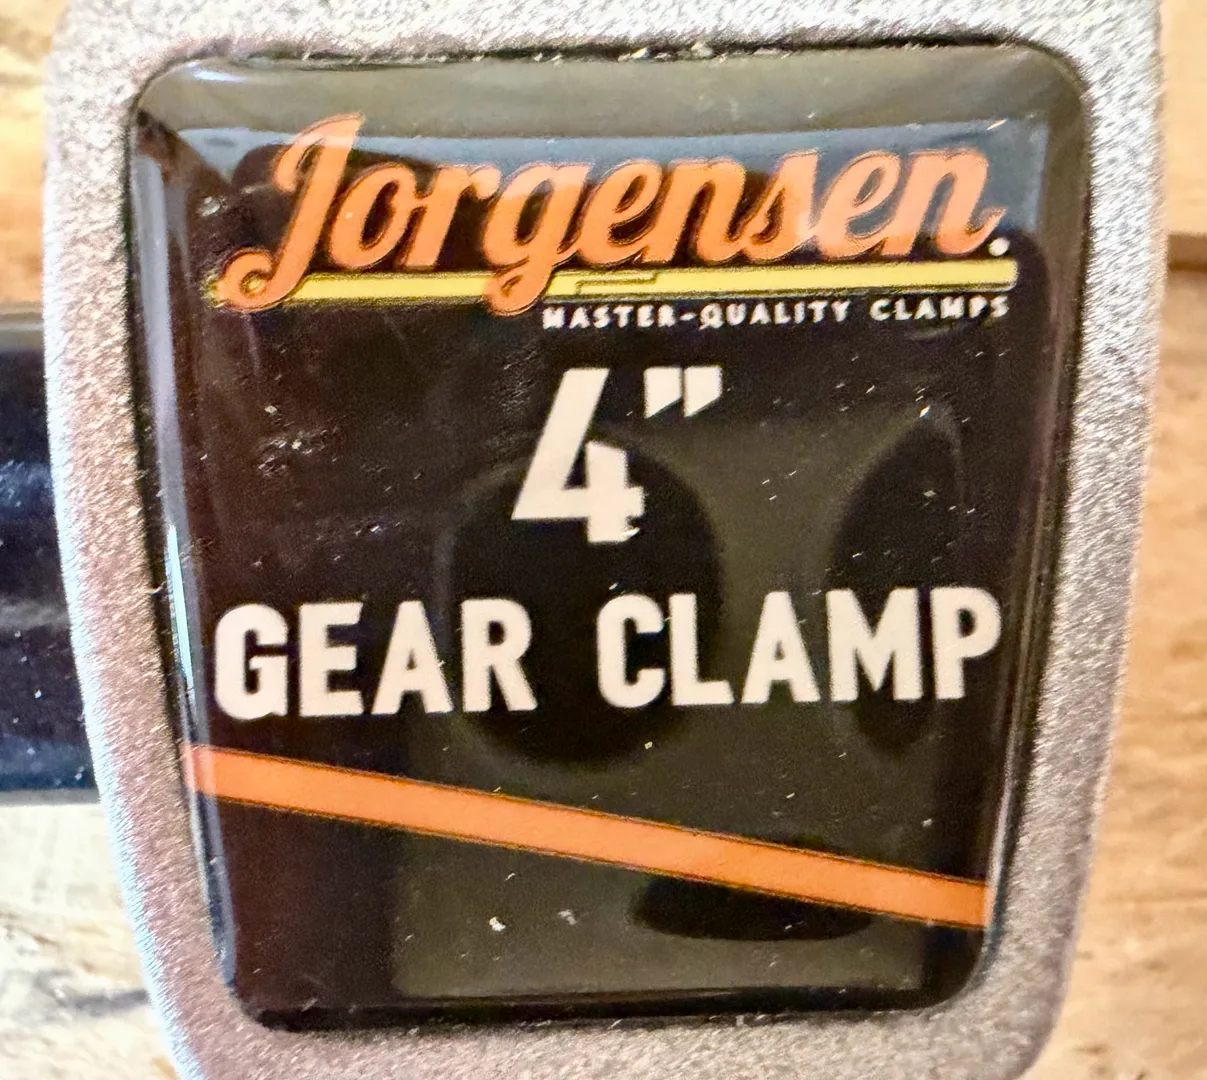 Jorgensen.
MASTER-QUALITY CLAMPS
4"
GEAR CLAMP